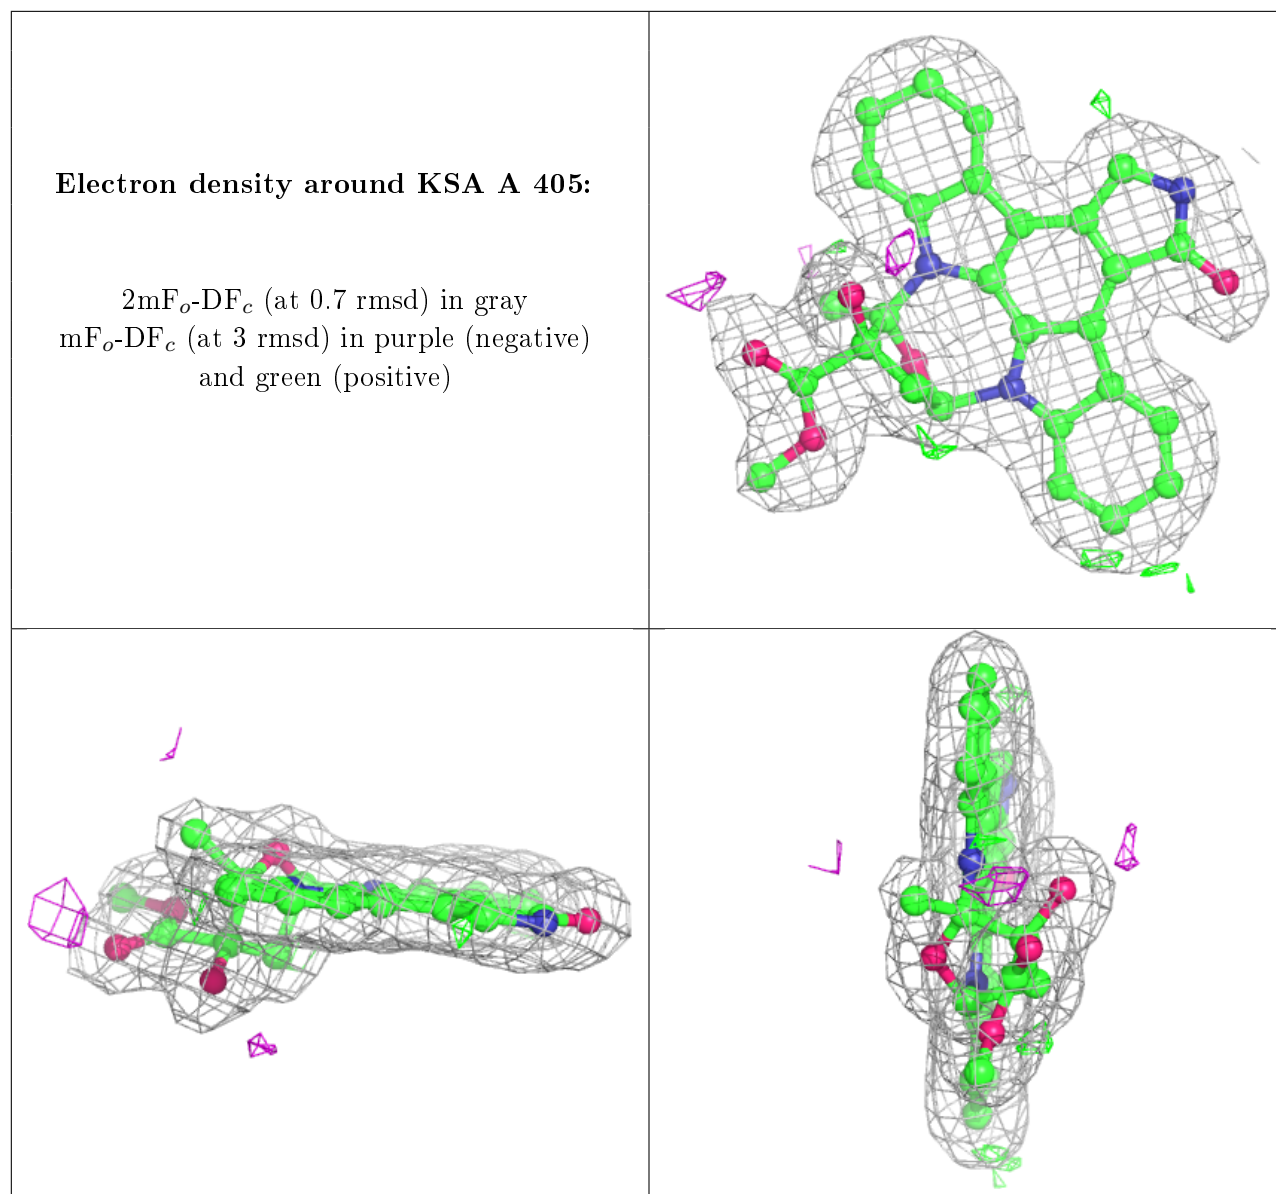 Electron density around KSA A 405:
2mFₒ-DF𝒸 (at 0.7 rmsd) in gray
mFₒ-DF𝒸 (at 3 rmsd) in purple (negative)
and green (positive)